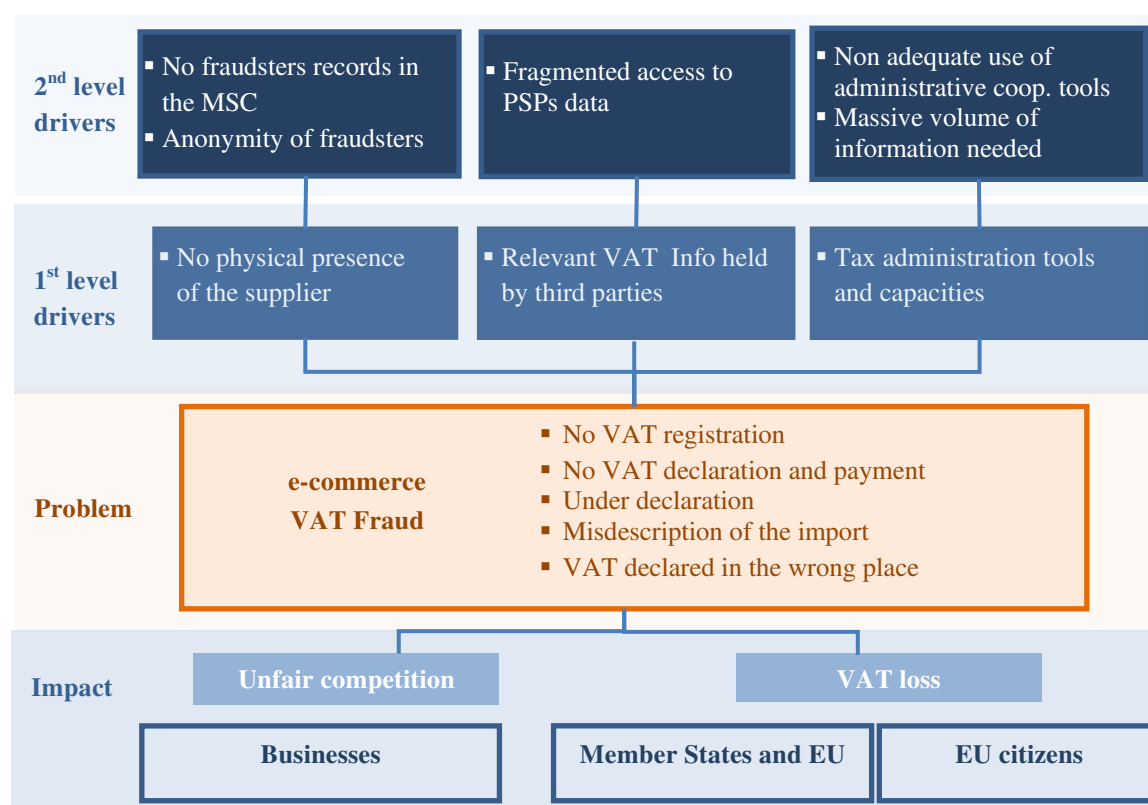 2nd level
drivers
▪ No fraudsters records in
the MSC
▪ Anonymity of fraudsters
▪ Fragmented access to
PSPs data
▪ Non adequate use of
administrative coop. tools
▪ Massive volume of
information needed
1st level
drivers
▪ No physical presence
of the supplier
▪ Relevant VAT Info held
by third parties
▪ Tax administration tools
and capacities
Problem
e-commerce
VAT Fraud
▪ No VAT registration
▪ No VAT declaration and payment
▪ Under declaration
▪ Misdescription of the import
▪ VAT declared in the wrong place
Impact
Unfair competition
VAT loss
Businesses
Member States and EU
EU citizens